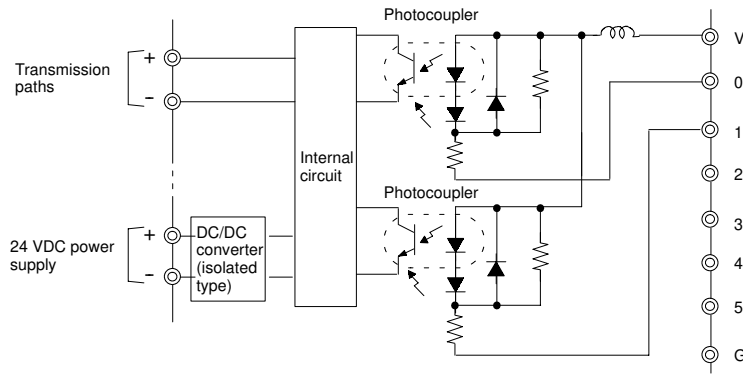 Photocoupler
V
+
Transmission
paths
−
0
1
Internal
circuit
2
Photocoupler
3
24 VDC power
supply
+
DC/DC
converter
(isolated
type)
−
4
5
G